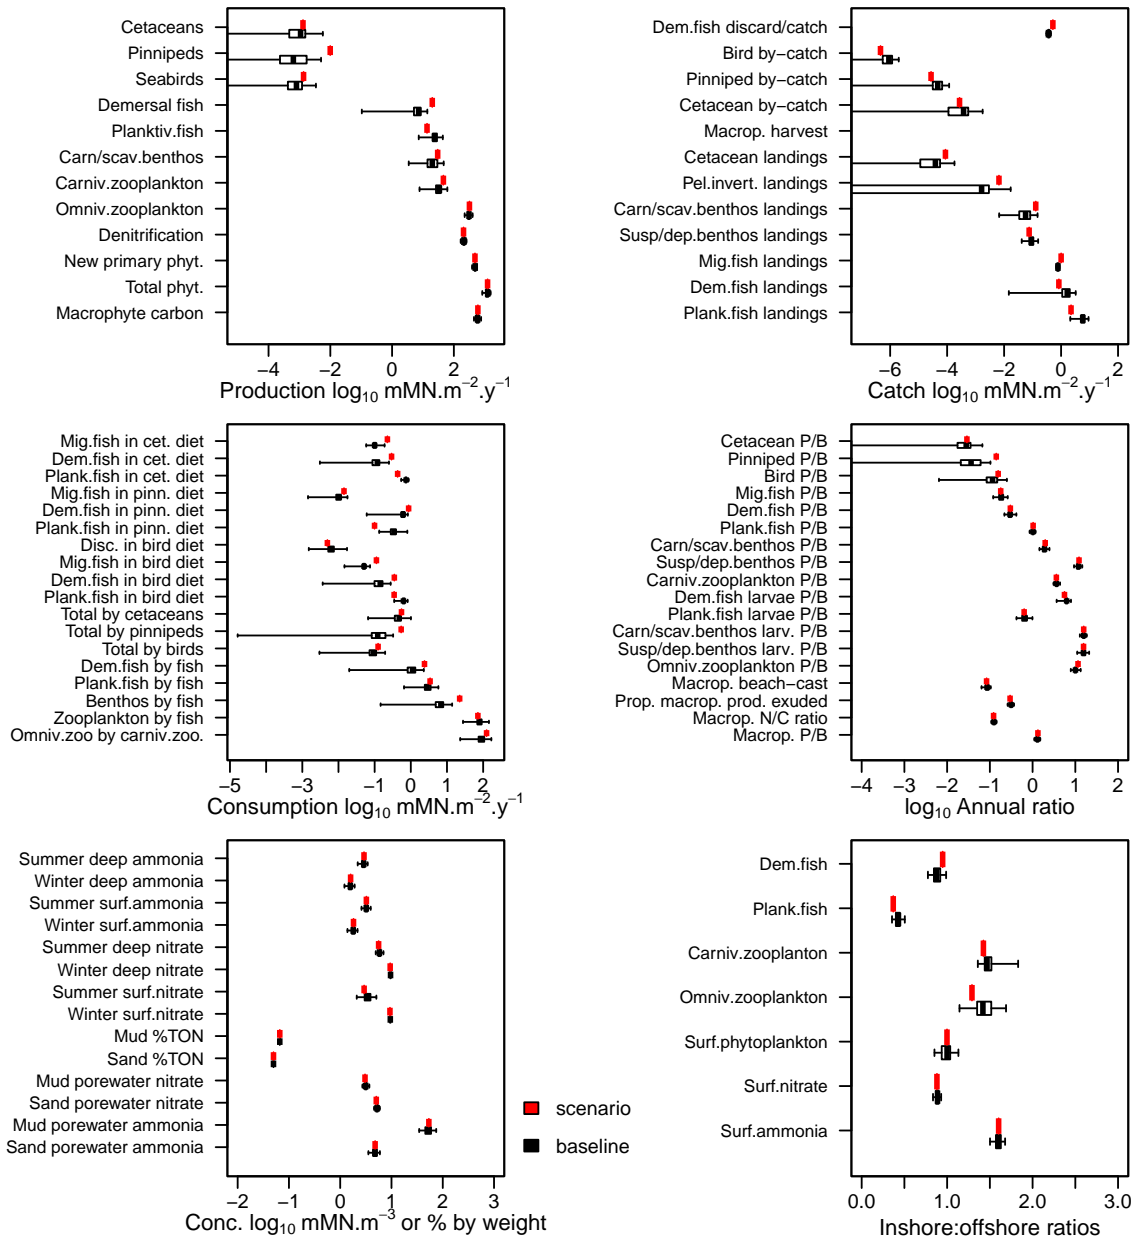 Cetaceans
Pinnipeds
Seabirds
Demersal fish
Planktiv.fish
Carn/scav.benthos
Carniv.zooplankton
Omniv.zooplankton
Denitrification
New primary phyt.
Total phyt.
Macrophyte carbon
−4 −2 0 2
Production log10 mMN.m−2.y−1
Dem.fish discard/catch
Bird by−catch
Pinniped by−catch
Cetacean by−catch
Macrop. harvest
Cetacean landings
Pel.invert. landings
Carn/scav.benthos landings
Susp/dep.benthos landings
Mig.fish landings
Dem.fish landings
Plank.fish landings
−6 −4 −2 0 2
Catch log10 mMN.m−2.y−1
Mig.fish in cet. diet
Dem.fish in cet. diet
Plank.fish in cet. diet
Mig.fish in pinn. diet
Dem.fish in pinn. diet
Plank.fish in pinn. diet
Disc. in bird diet
Mig.fish in bird diet
Dem.fish in bird diet
Plank.fish in bird diet
Total by cetaceans
Total by pinnipeds
Total by birds
Dem.fish by fish
Plank.fish by fish
Benthos by fish
Zooplankton by fish
Omniv.zoo by carniv.zoo.
−5 −3 −1 0 1 2
Consumption log10 mMN.m−2.y−1
Cetacean P/B
Pinniped P/B
Bird P/B
Mig.fish P/B
Dem.fish P/B
Plank.fish P/B
Carn/scav.benthos P/B
Susp/dep.benthos P/B
Carniv.zooplankton P/B
Dem.fish larvae P/B
Plank.fish larvae P/B
Carn/scav.benthos larv. P/B
Susp/dep.benthos larv. P/B
Omniv.zooplankton P/B
Macrop. beach−cast
Prop. macrop. prod. exuded
Macrop. N/C ratio
Macrop. P/B
−4 −3 −2 −1 0 1 2
log10 Annual ratio
Summer deep ammonia
Winter deep ammonia
Summer surf.ammonia
Winter surf.ammonia
Summer deep nitrate
Winter deep nitrate
Summer surf.nitrate
Winter surf.nitrate
Mud %TON
Sand %TON
Mud porewater nitrate
Sand porewater nitrate
Mud porewater ammonia
Sand porewater ammonia
−2 −1 0 1 2 3
Conc. log10 mMN.m−3 or % by weight
scenario
baseline
Dem.fish
Plank.fish
Carniv.zooplanton
Omniv.zooplankton
Surf.phytoplankton
Surf.nitrate
Surf.ammonia
0.0 1.0 2.0 3.0
Inshore:offshore ratios